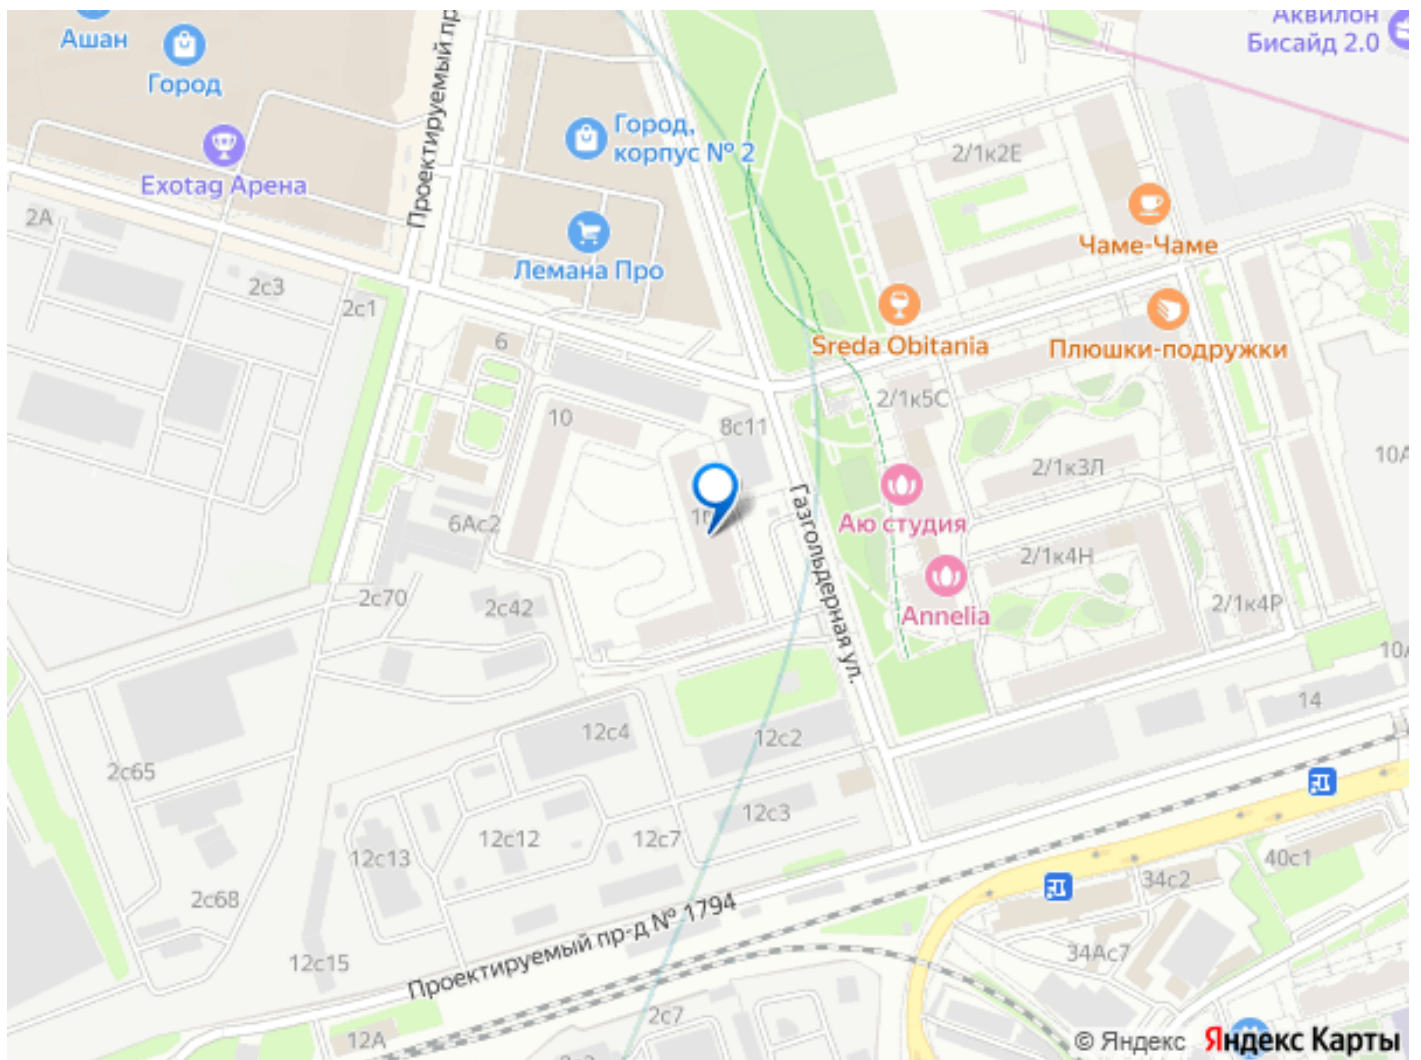 Ашан
Город
Проектируемый пр
Аквилон
Бисайд 2.0
Город,
корпус № 2
2/1к2Е
Exotag Арена
2А
Чаме-Чаме
Лемана Про
2с3
2с1
6
Sreda Obitania
Плюшки-подружки
2/1к5С
10
8с11
2/1к3Л
10А
Газгольдерная ул.
Аю студия
6Ас2
2/1к4Н
2с70
2с42
Annelia
2/1к4Р
10А
14
12с4
12с2
2с65
12с3
12с12
12с7
12с13
40с1
34с2
2с68
Проектируемый пр-д № 1794
34Ас7
12с15
2с7
12А
© Яндекс Яндекс Карты